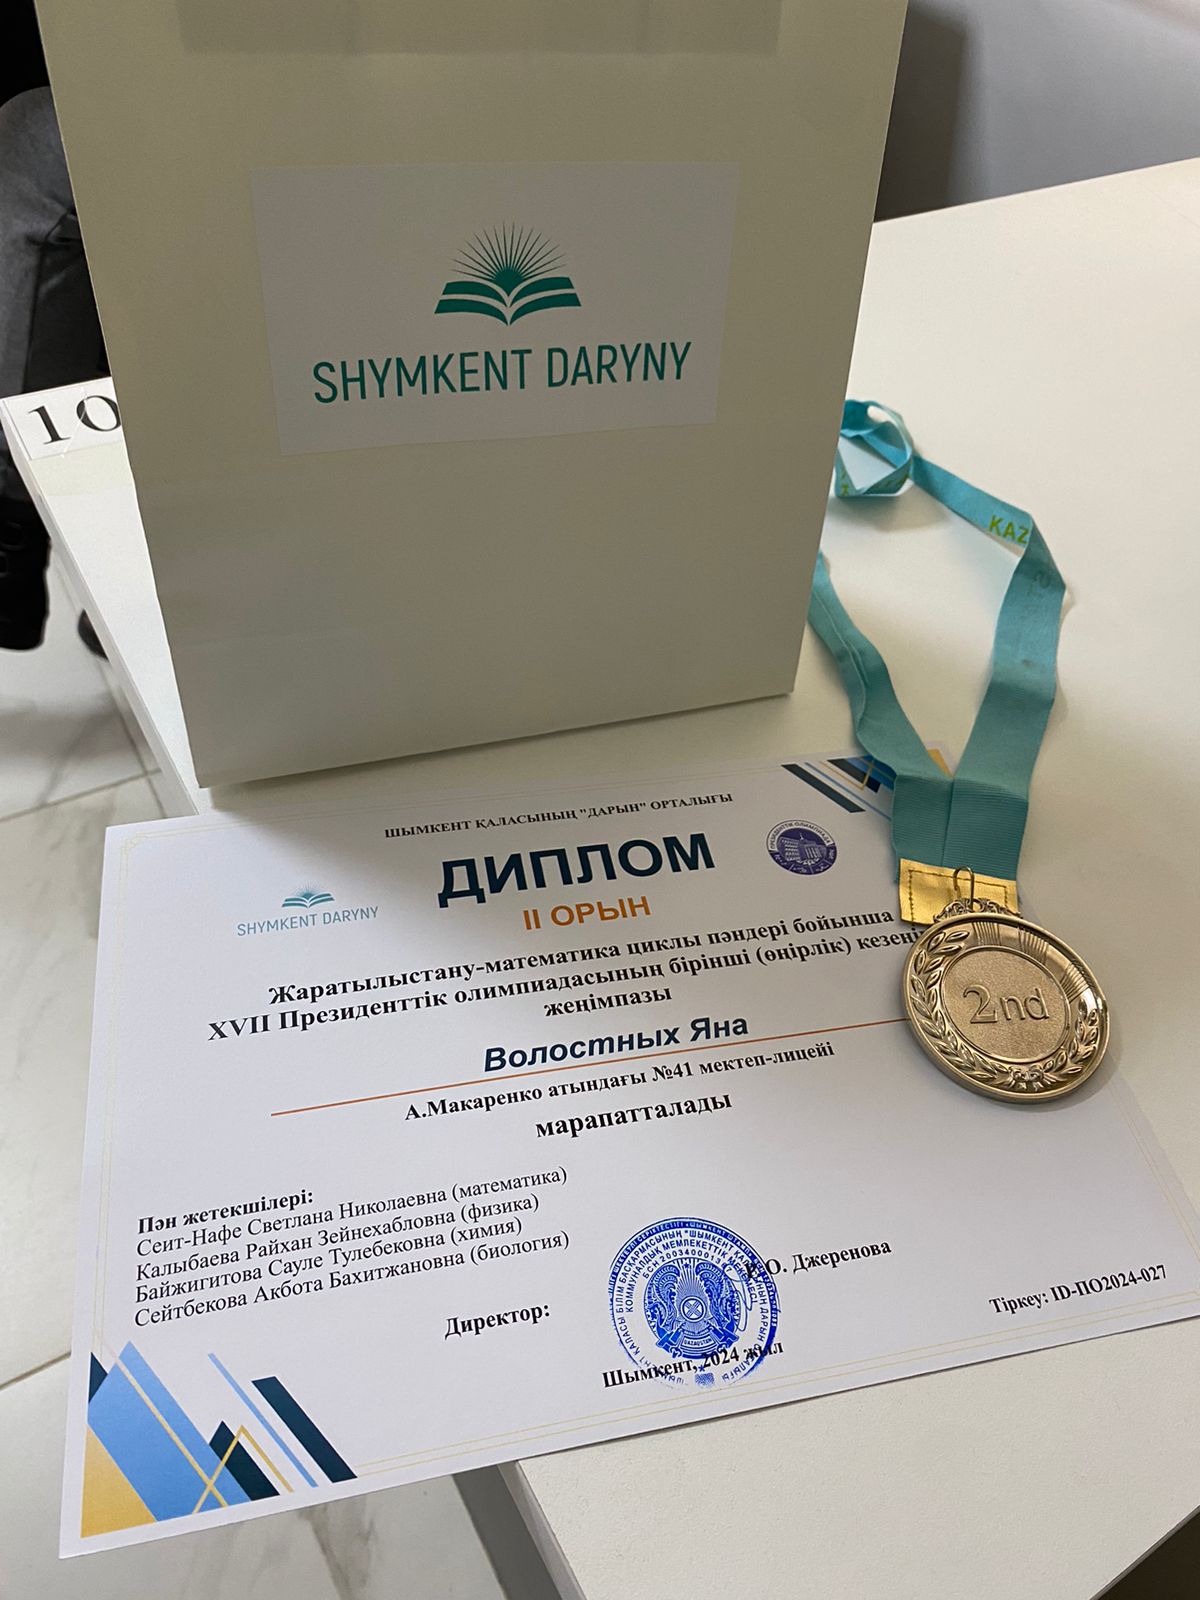 SHYMKENT DARYNY
10
KAZ
ШЫМКЕНТ ҚАЛАСЫНЫҢ "ДАРЫН" ОРТАЛЫҒЫ
ДИПЛОМ
SHYMKENT DARYNY
II ОРЫН
Жаратылыстану-математика циклы пәндері бойынша
XVII Президенттік олимпиадасының бірінші (өңірлік)
жеңімпазы
2nd
Волостных Яна
А.Макаренко атындағы №41 мектеп-лицейі
марапатталады
Пән жетекшілері:
Сеит-Нафе Светлана Николаевна (математика)
Калыбаева Райхан Зейнехабловна (физика)
Байжигитова Сауле Тулебековна (химия)
Сейтбекова Акбота Бахитжановна (биология)
Директор:
О. Джеренова
Тіркеу: ID-ПО2024-027
Шымкент, 2024 жыл
QAZAQSTAN